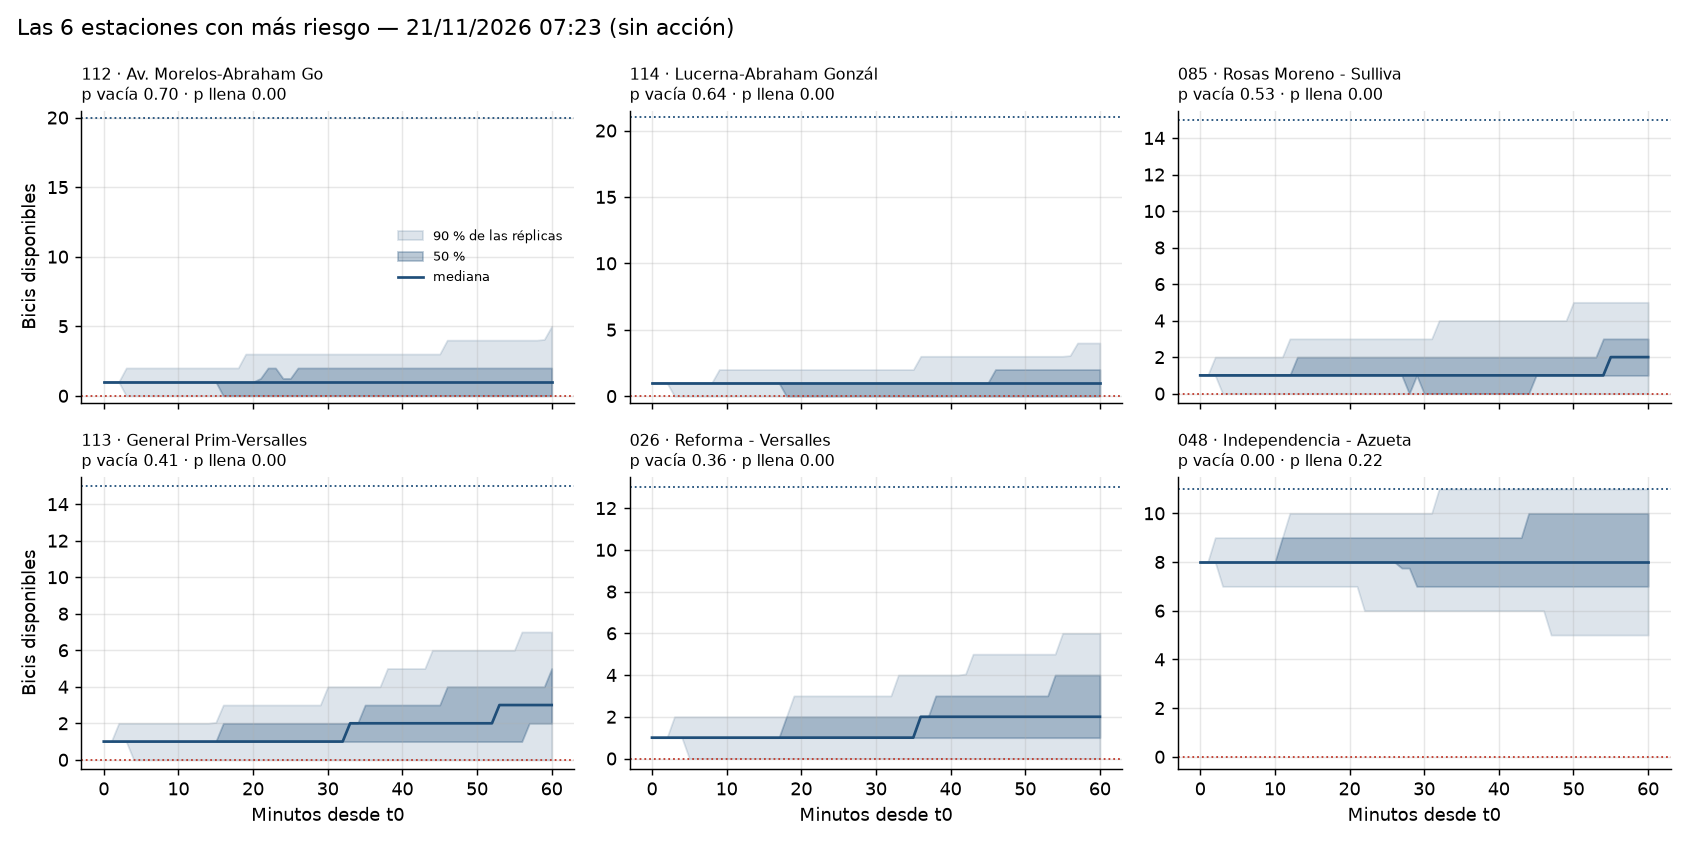 Las 6 estaciones con más riesgo — 21/11/2026 07:23 (sin acción)
112 · Av. Morelos-Abraham Go
p vacía 0.70 · p llena 0.00
20
15
10
5
0
Bicis disponibles
90 % de las réplicas
50 %
mediana
114 · Lucerna-Abraham Gonzál
p vacía 0.64 · p llena 0.00
20
15
10
5
0
085 · Rosas Moreno - Sulliva
p vacía 0.53 · p llena 0.00
14
12
10
8
6
4
2
0
113 · General Prim-Versalles
p vacía 0.41 · p llena 0.00
14
12
10
8
6
4
2
0
Bicis disponibles
0 10 20 30 40 50 60
Minutos desde t0
026 · Reforma - Versalles
p vacía 0.36 · p llena 0.00
12
10
8
6
4
2
0
0 10 20 30 40 50 60
Minutos desde t0
048 · Independencia - Azueta
p vacía 0.00 · p llena 0.22
10
8
6
4
2
0
0 10 20 30 40 50 60
Minutos desde t0